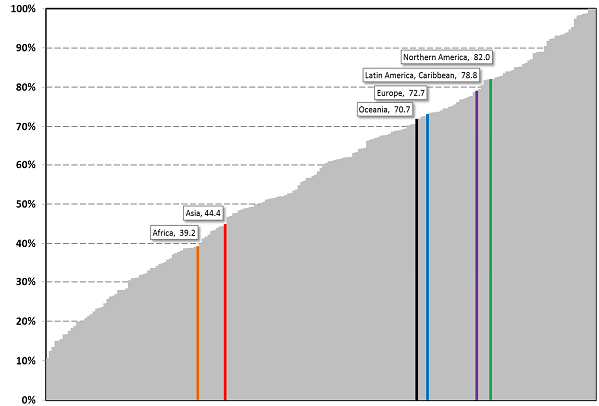 100%
90%
80%
70%
60%
50%
40%
30%
20%
10%
0%
Northern America, 82.0
Latin America, Caribbean, 78.8
Europe, 72.7
Oceania, 70.7
Asia, 44.4
Africa, 39.2